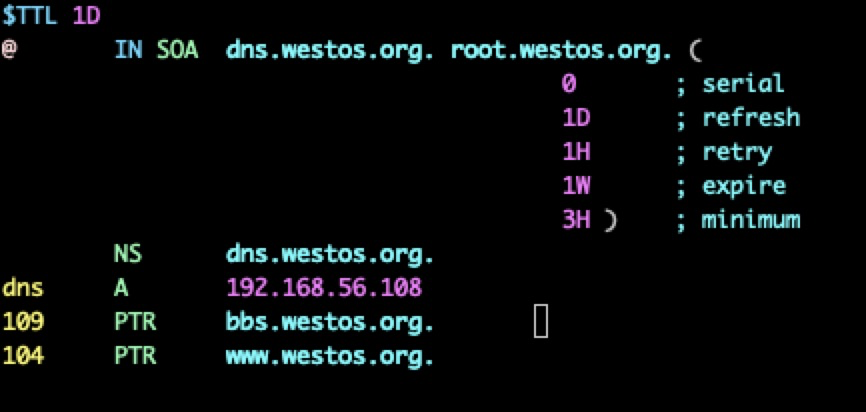 $TTL 1D
@ IN SOA dns.westos.org. root.westos.org. (
0 ; serial
1D ; refresh
1H ; retry
1W ; expire
3H ) ; minimum
NS dns.westos.org.
dns A 192.168.56.108
109 PTR bbs.westos.org.
104 PTR www.westos.org.